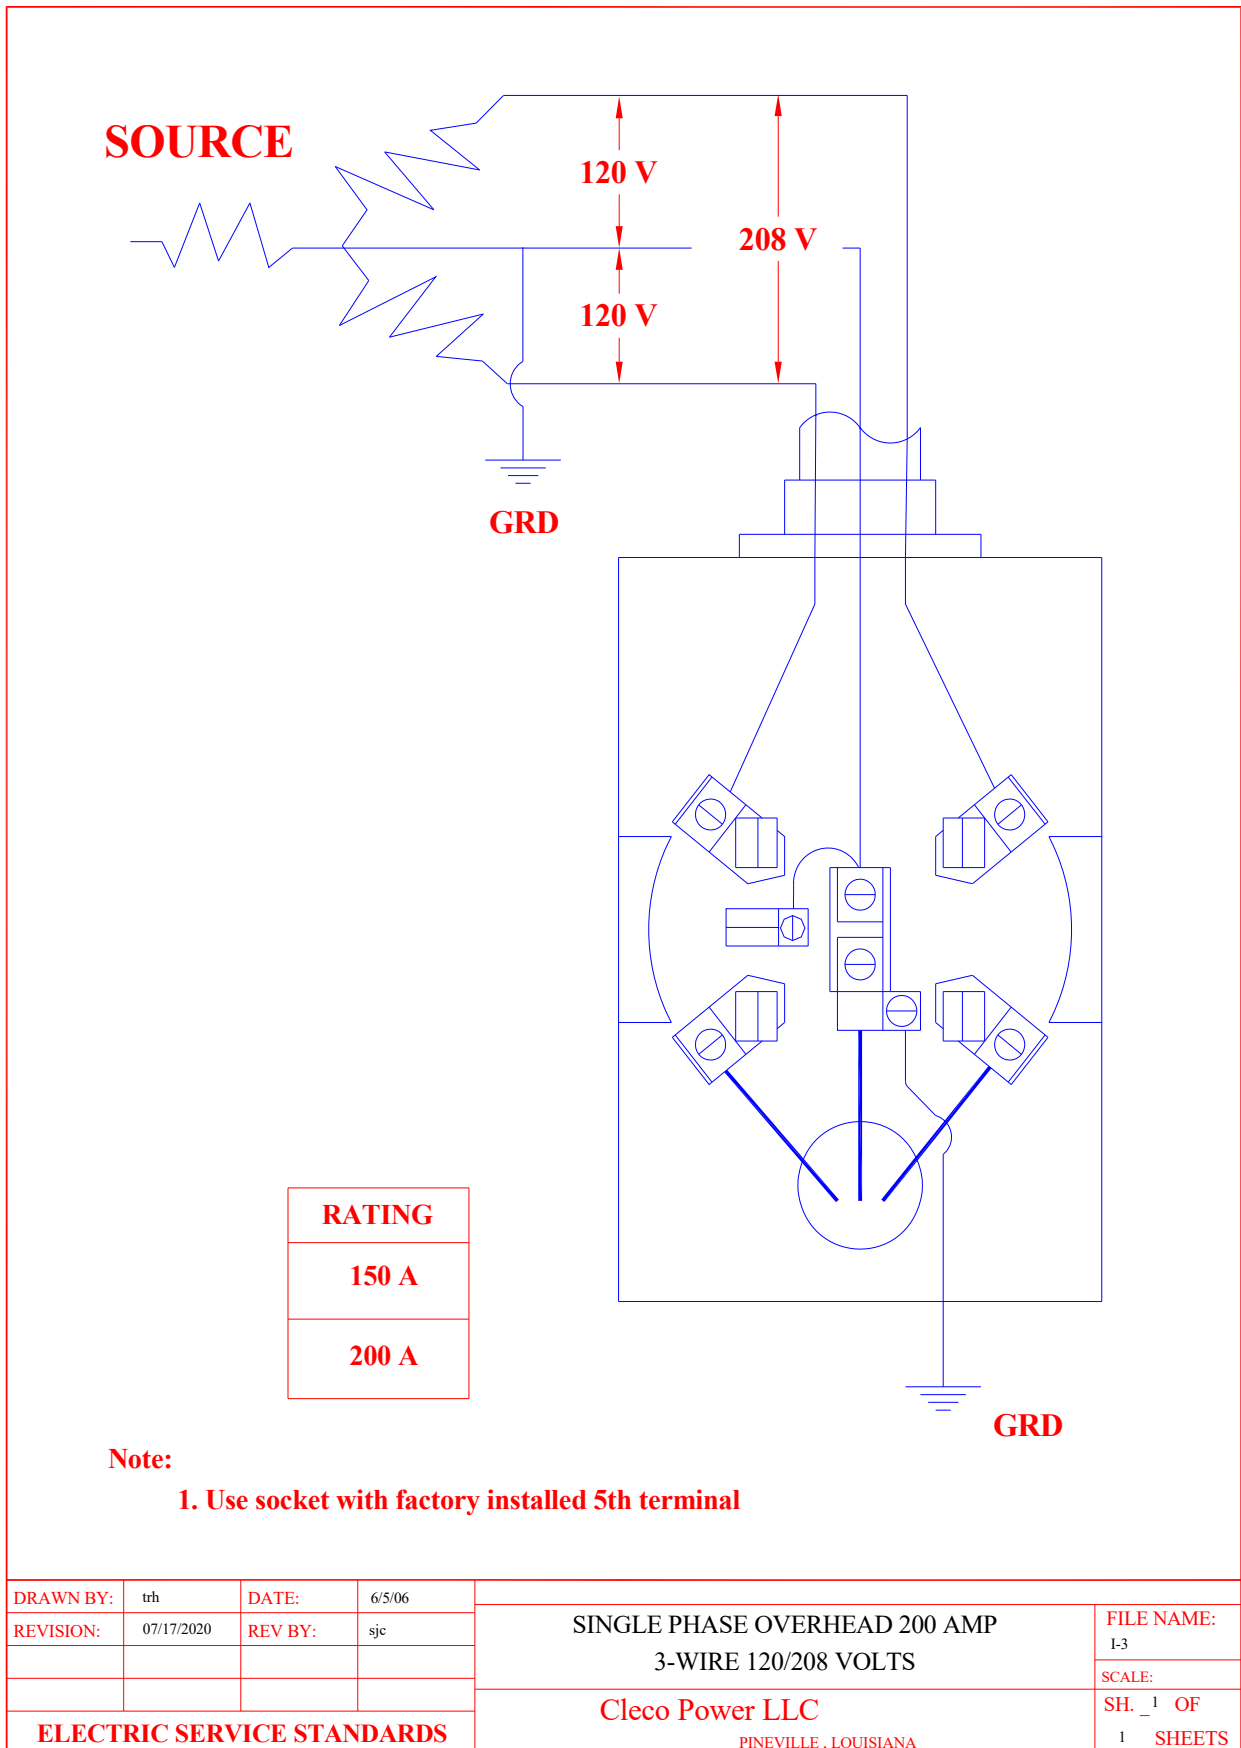 SOURCE
120 V
208 V
120 V
GRD
RATING
150 A
200 A
GRD
Note:
1. Use socket with factory installed 5th terminal
DRAWN BY: trh DATE: 6/5/06
REVISION: 07/17/2020 REV BY: sjc
ELECTRIC SERVICE STANDARDS
SINGLE PHASE OVERHEAD 200 AMP
3-WIRE 120/208 VOLTS
Cleco Power LLC
PINEVILLE , LOUISIANA
FILE NAME:
I-3
SCALE:
SH. _1 OF
1 SHEETS